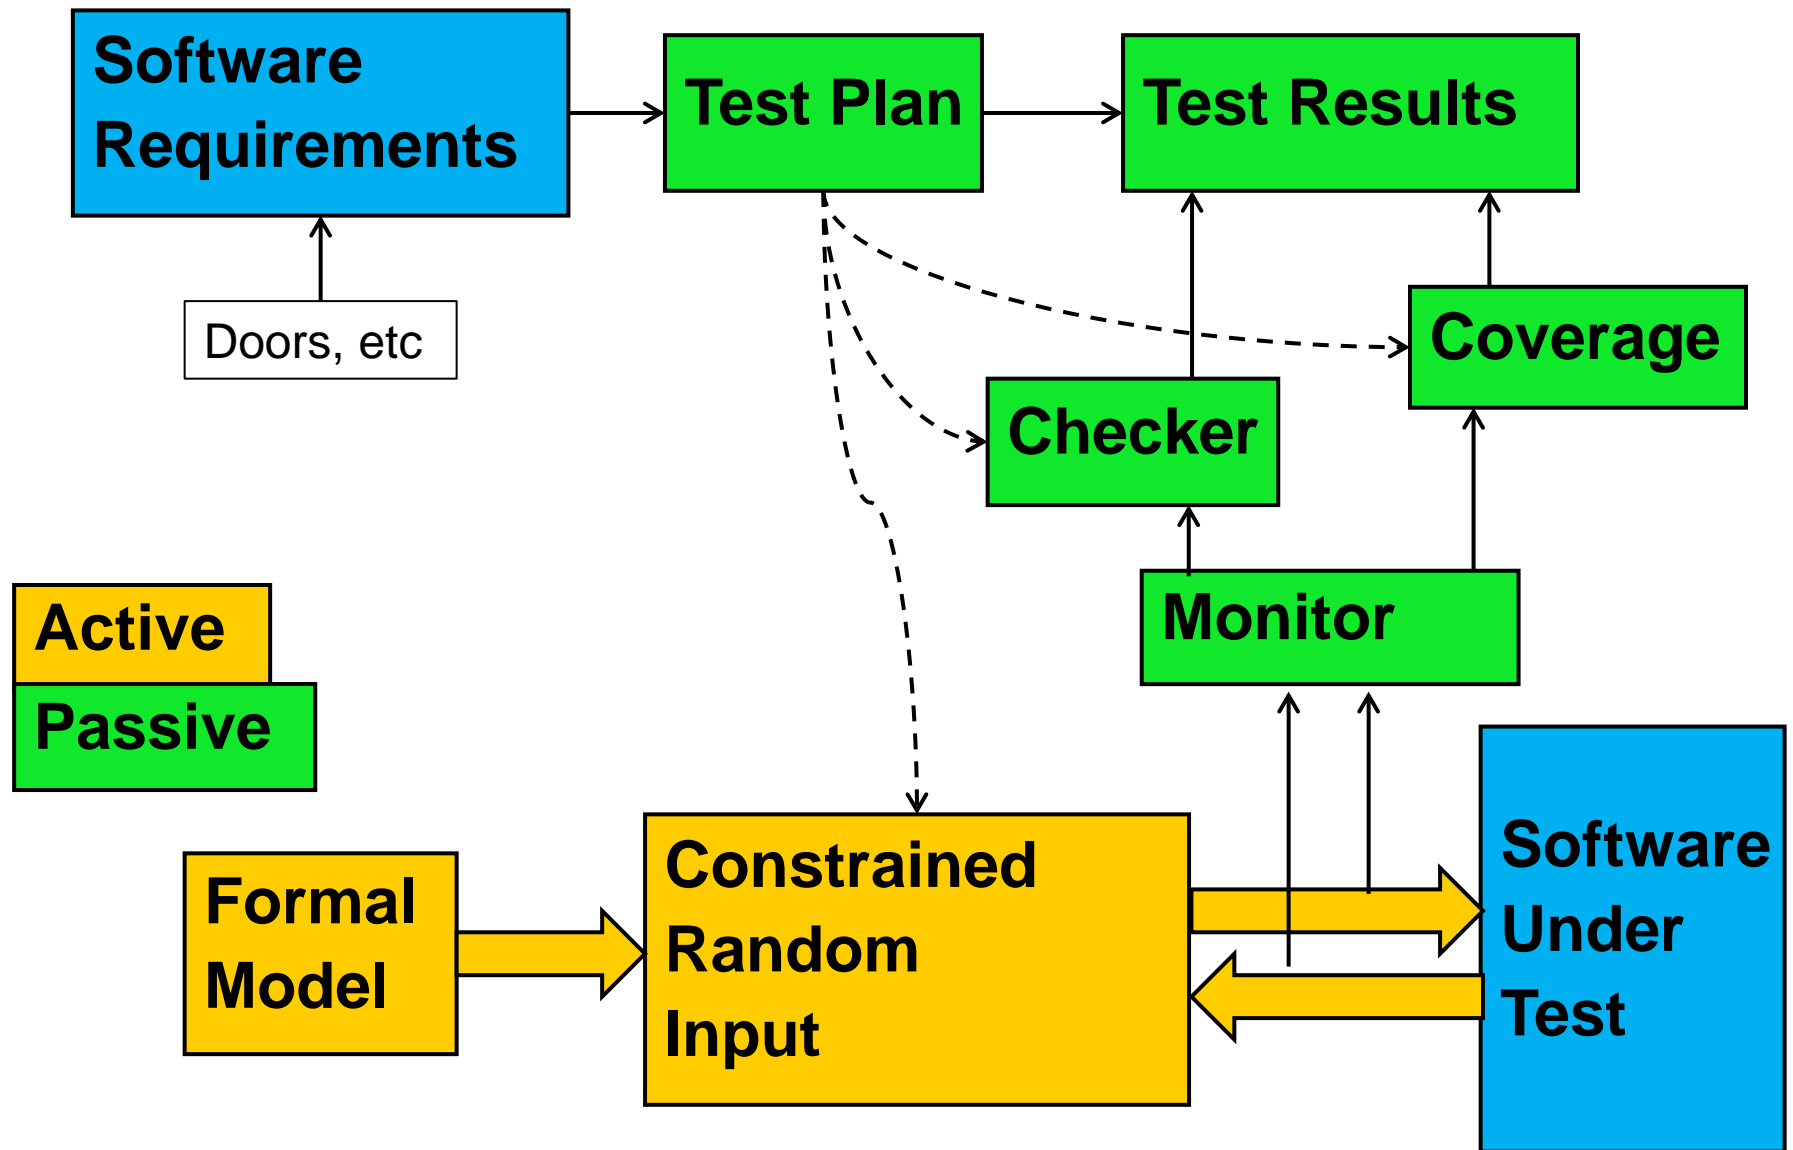 Software
Requirements
Test Plan
Test Results
Doors, etc
Coverage
Checker
Monitor
Active
Passive
Formal
Model
Constrained
Random
Input
Software
Under
Test